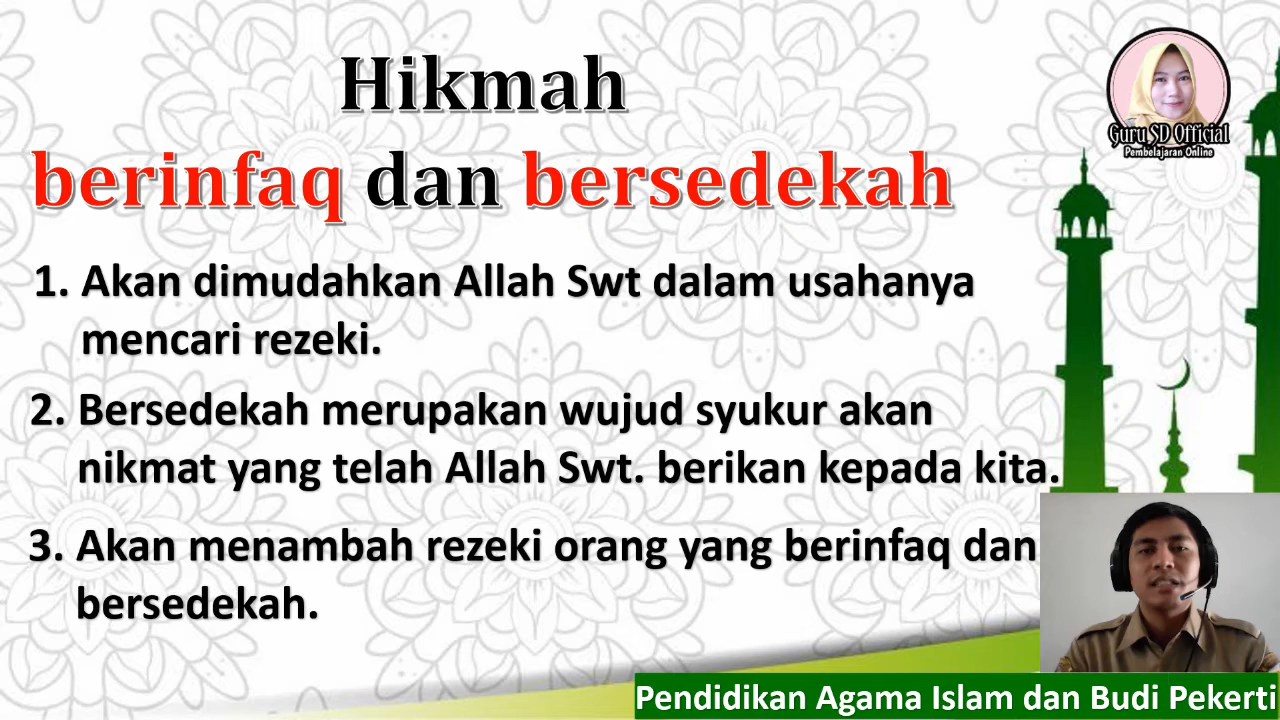 Hikmah
berinfaq dan bersedekah
1. Akan dimudahkan Allah Swt dalam usahanya
mencari rezeki.
2. Bersedekah merupakan wujud syukur akan
nikmat yang telah Allah Swt. berikan kepada kita.
3. Akan menambah rezeki orang yang berinfaq dan
bersedekah.
Guru SD Official
Pembelajaran Online
Pendidikan Agama Islam dan Budi Pekerti